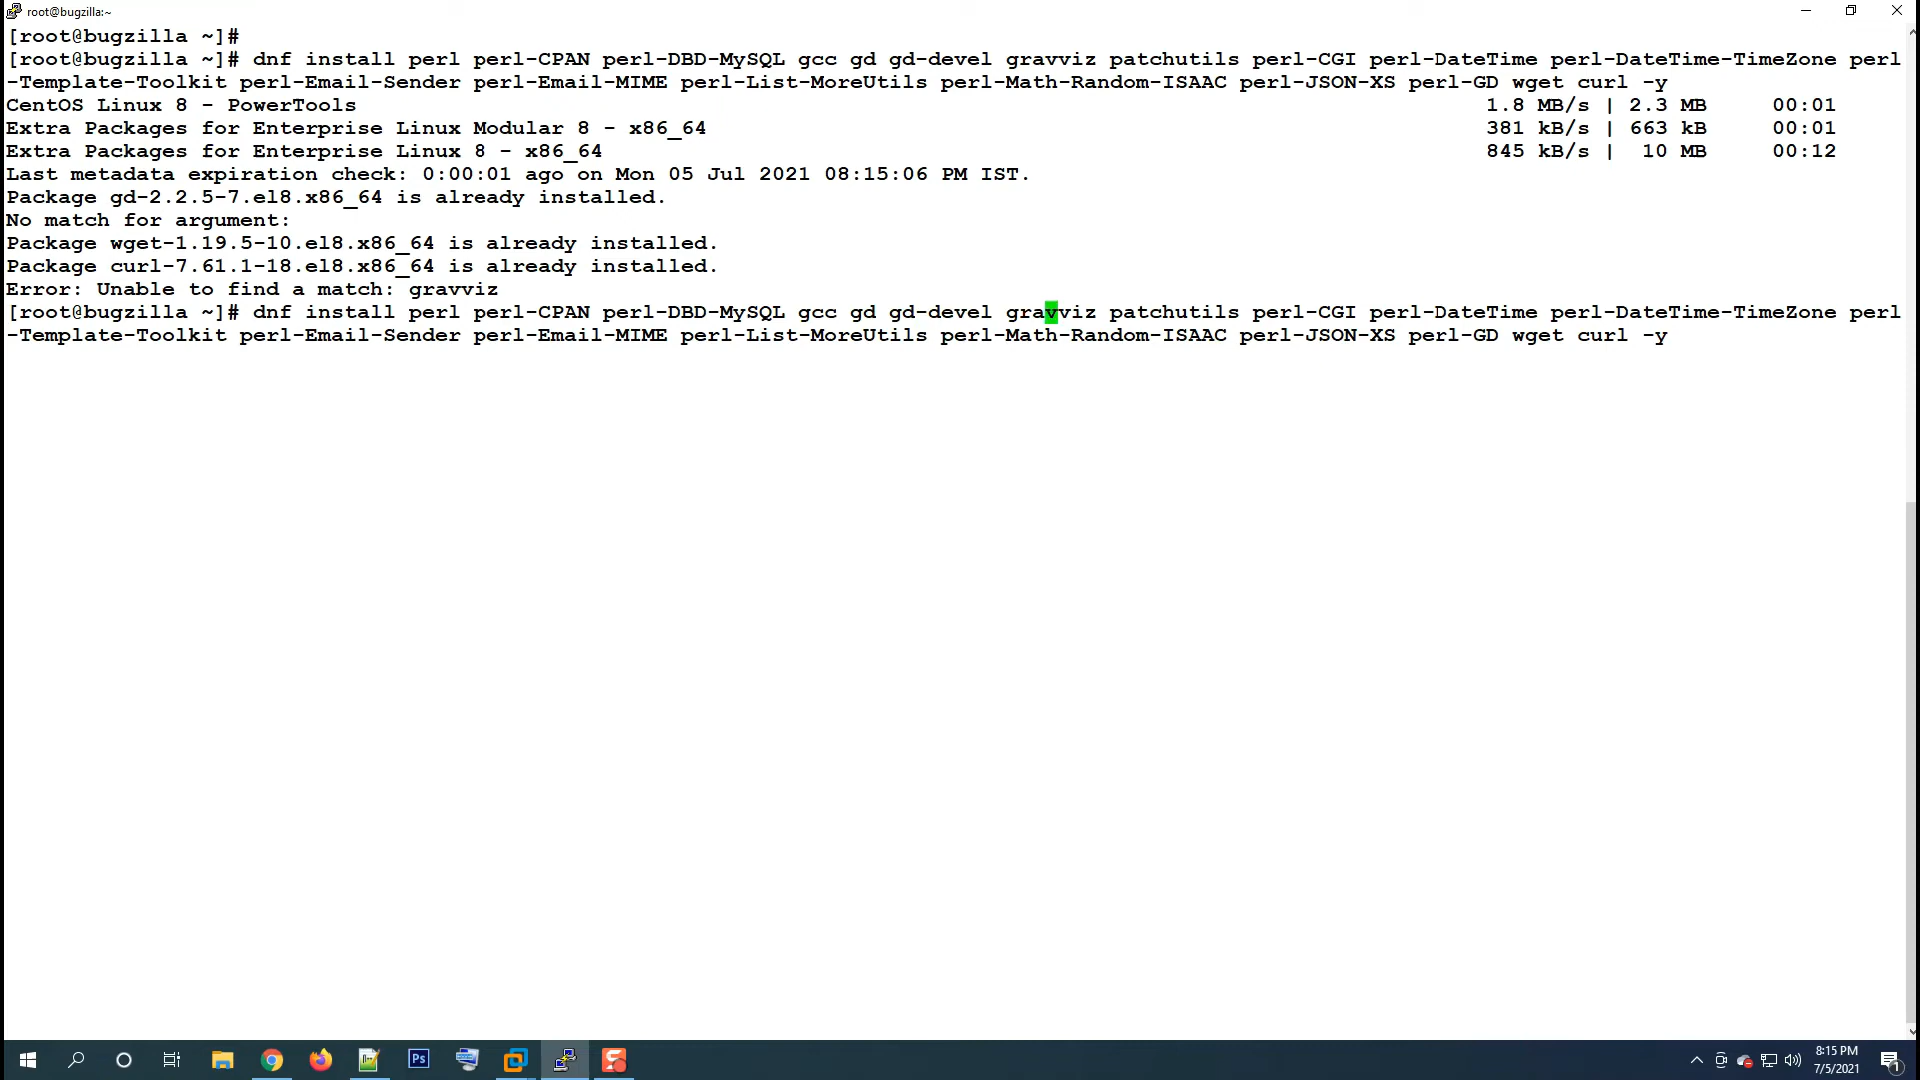 root@bugzilla:~
[root@bugzilla ~]#
[root@bugzilla ~]# dnf install perl perl-CPAN perl-DBD-MySQL gcc gd gd-devel gravviz patchutils perl-CGI perl-DateTime perl-DateTime-TimeZone perl
-Template-Toolkit perl-Email-Sender perl-Email-MIME perl-List-MoreUtils perl-Math-Random-ISAAC perl-JSON-XS perl-GD wget curl -y
CentOS Linux 8 - PowerTools 1.8 MB/s | 2.3 MB 00:01
Extra Packages for Enterprise Linux Modular 8 - x86_64 381 kB/s | 663 kB 00:01
Extra Packages for Enterprise Linux 8 - x86_64 845 kB/s | 10 MB 00:12
Last metadata expiration check: 0:00:01 ago on Mon 05 Jul 2021 08:15:06 PM IST.
Package gd-2.2.5-7.el8.x86_64 is already installed.
No match for argument:
Package wget-1.19.5-10.el8.x86_64 is already installed.
Package curl-7.61.1-18.el8.x86_64 is already installed.
Error: Unable to find a match: gravviz
[root@bugzilla ~]# dnf install perl perl-CPAN perl-DBD-MySQL gcc gd gd-devel gravviz patchutils perl-CGI perl-DateTime perl-DateTime-TimeZone perl
-Template-Toolkit perl-Email-Sender perl-Email-MIME perl-List-MoreUtils perl-Math-Random-ISAAC perl-JSON-XS perl-GD wget curl -y
Ps
8:15 PM
7/5/2021
1